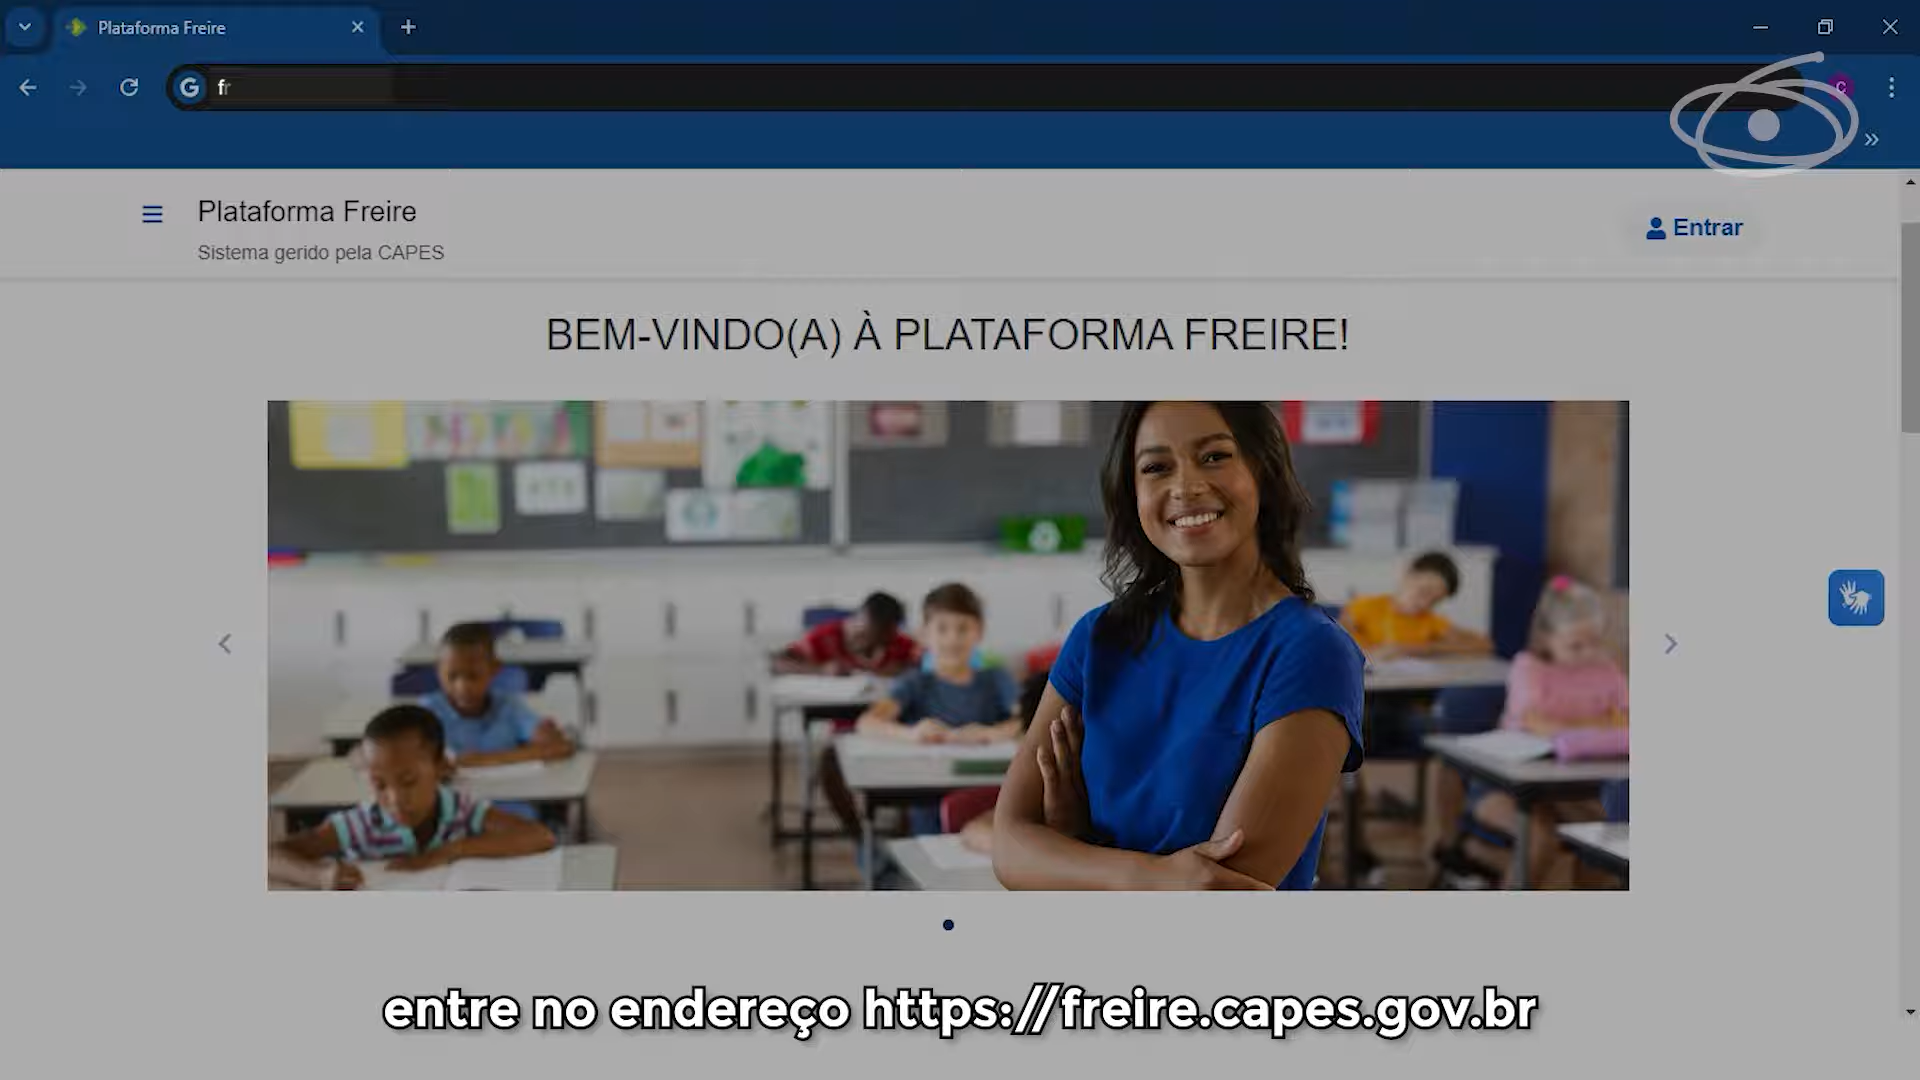 Plataforma Freire
fr
C
Plataforma Freire
Sistema gerido pela CAPES
Entrar
BEM-VINDO(A) À PLATAFORMA FREIRE!
entre no endereço https://freire.capes.gov.br